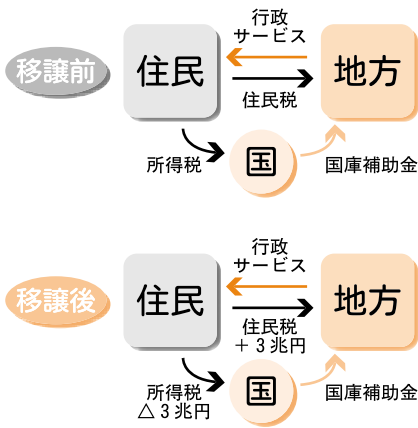 行政
サービス
移譲前
住民
地方
住民税
所得税
国
国庫補助金
行政
サービス
移譲後
住民
地方
住民税
＋3兆円
所得税
△3兆円
国
国庫補助金